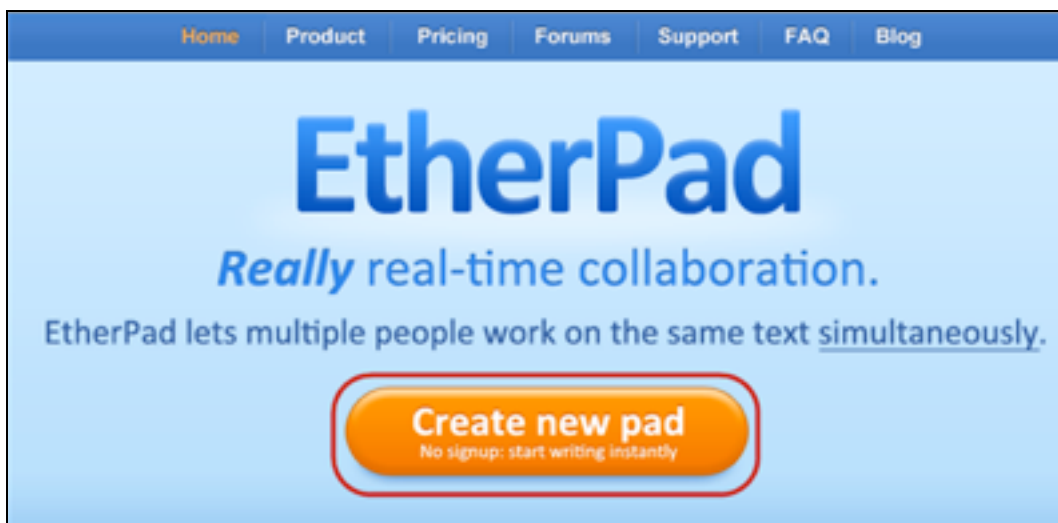 Home Product Pricing Forums Support FAQ Blog
EtherPad
Really real-time collaboration.
EtherPad lets multiple people work on the same text simultaneously.
Create new pad
No signup: start writing instantly